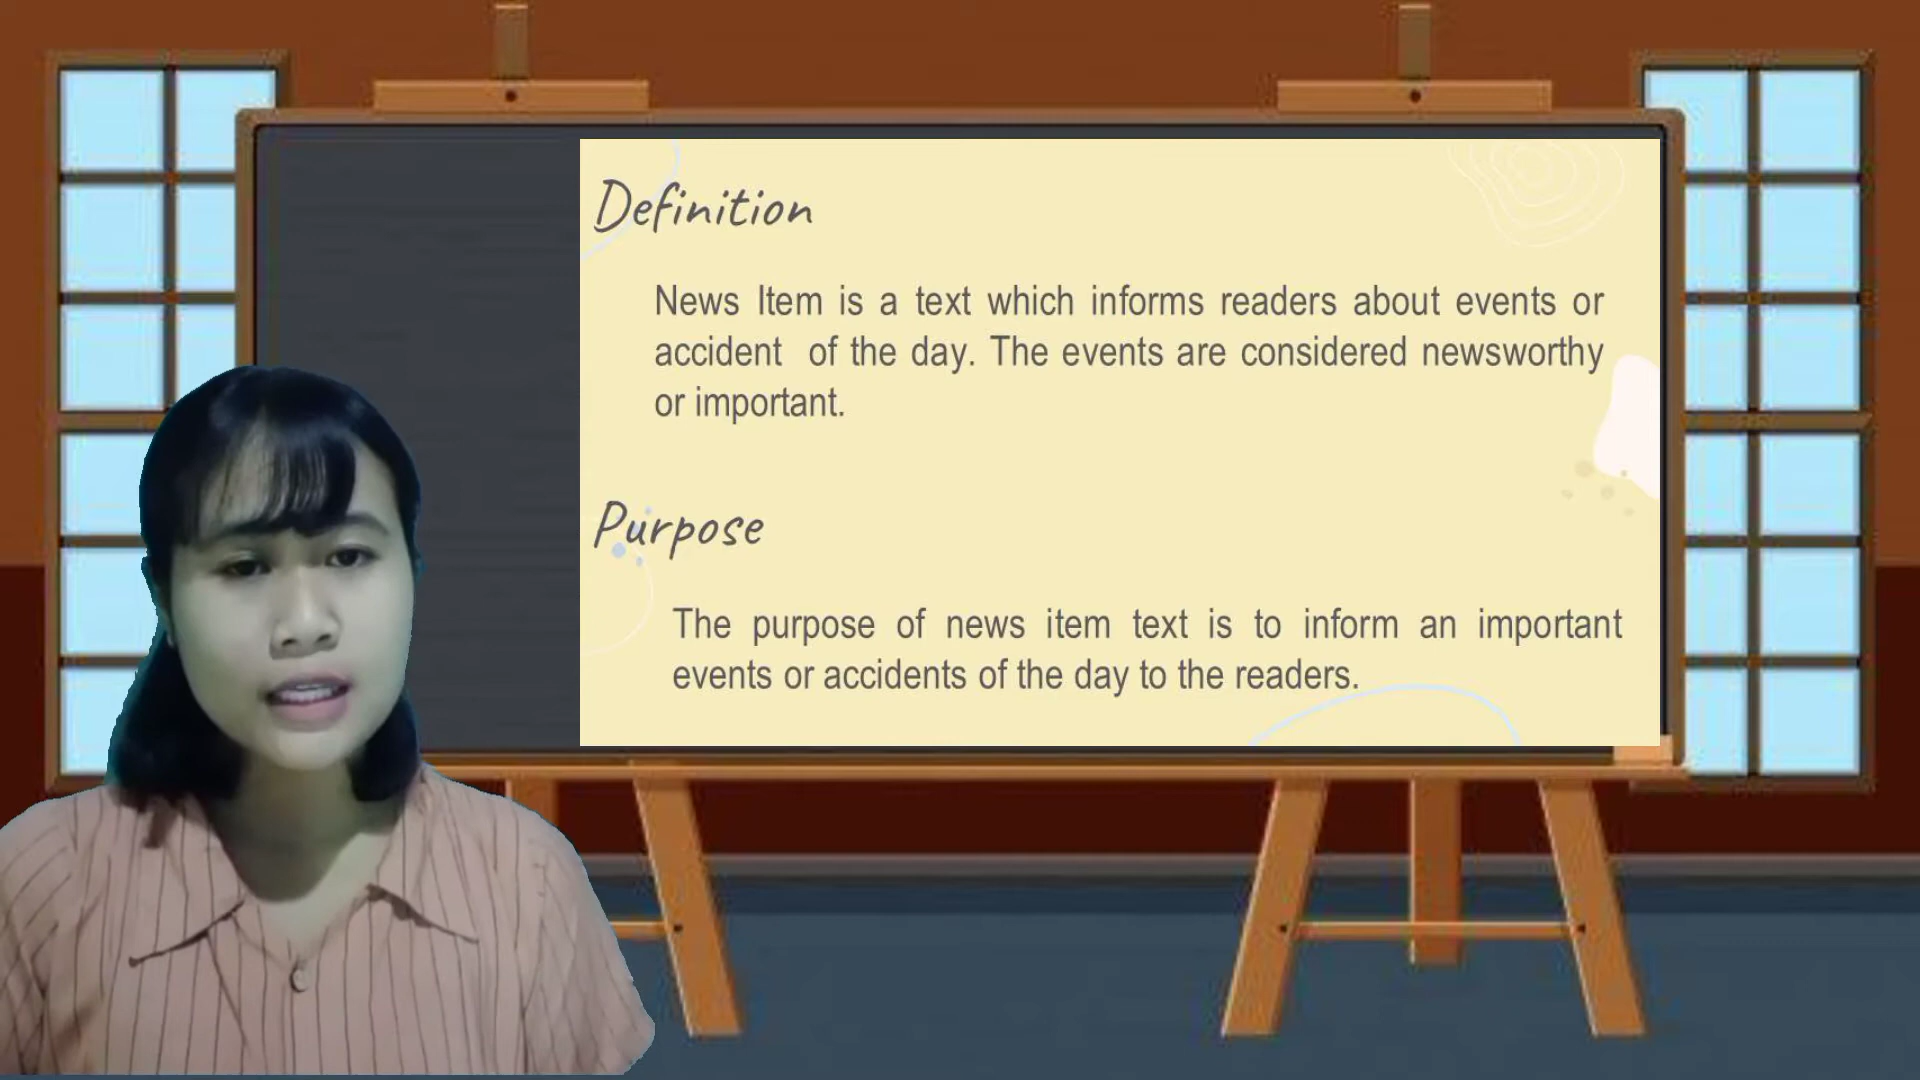 Definition
News Item is a text which informs readers about events or
accident of the day. The events are considered newsworthy
or important.
Purpose
The purpose of news item text is to inform an important
events or accidents of the day to the readers.